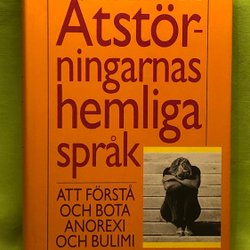 Ätstör-
ningarnas
hemliga
språk
ATT FÖRSTÅ
OCH BOTA
ANOREXI
OCH BULIMI